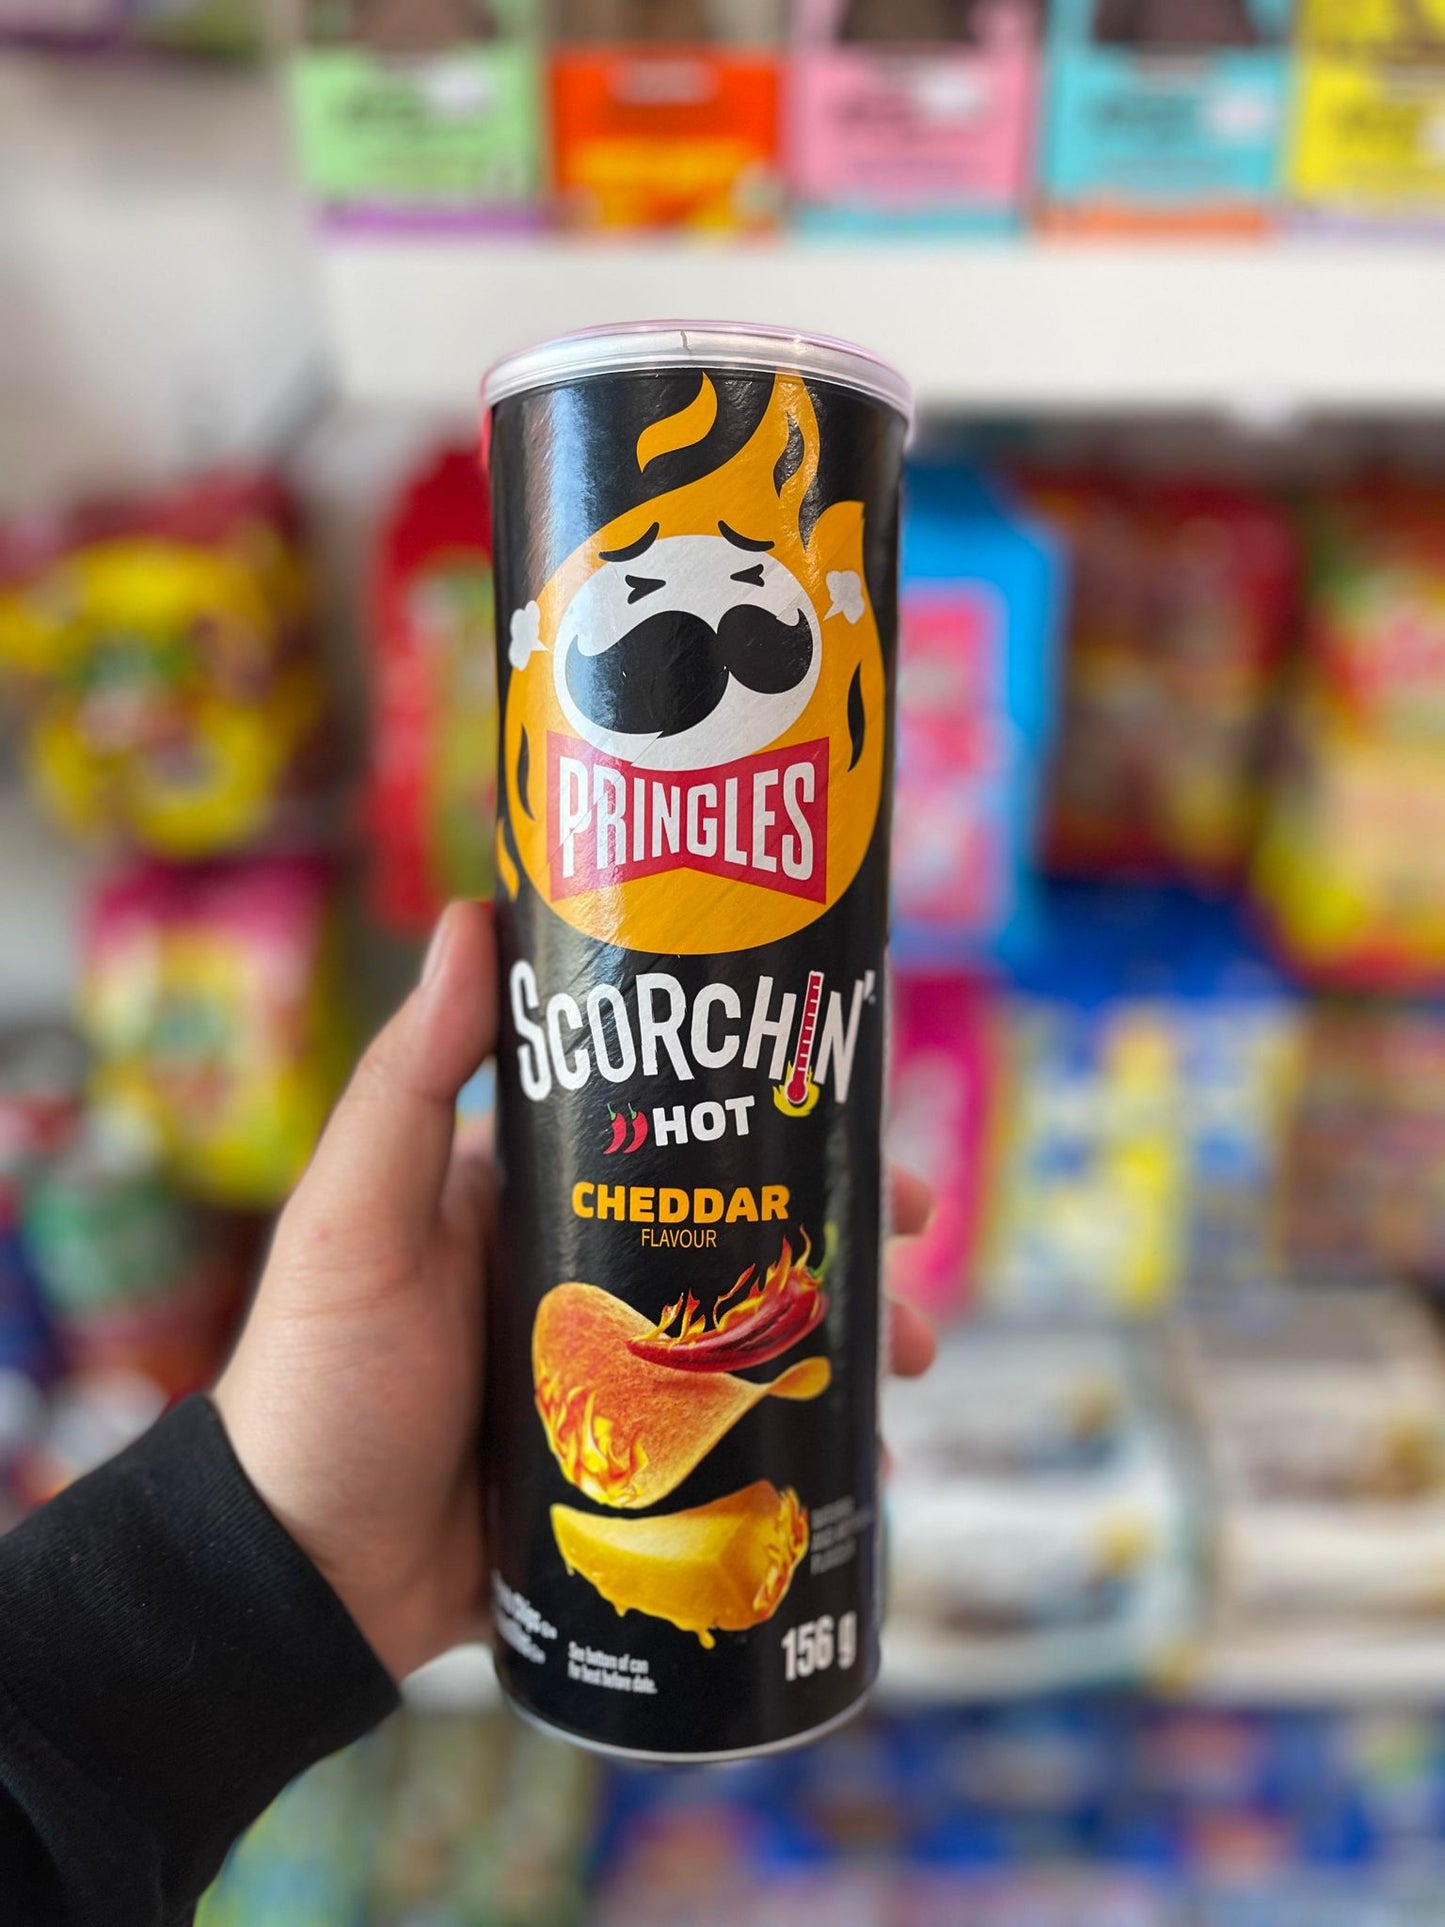 PRINGLES
SCORCHIN'
HOT
CHEDDAR
FLAVOUR
See bottom of can
for best before date.
156 g